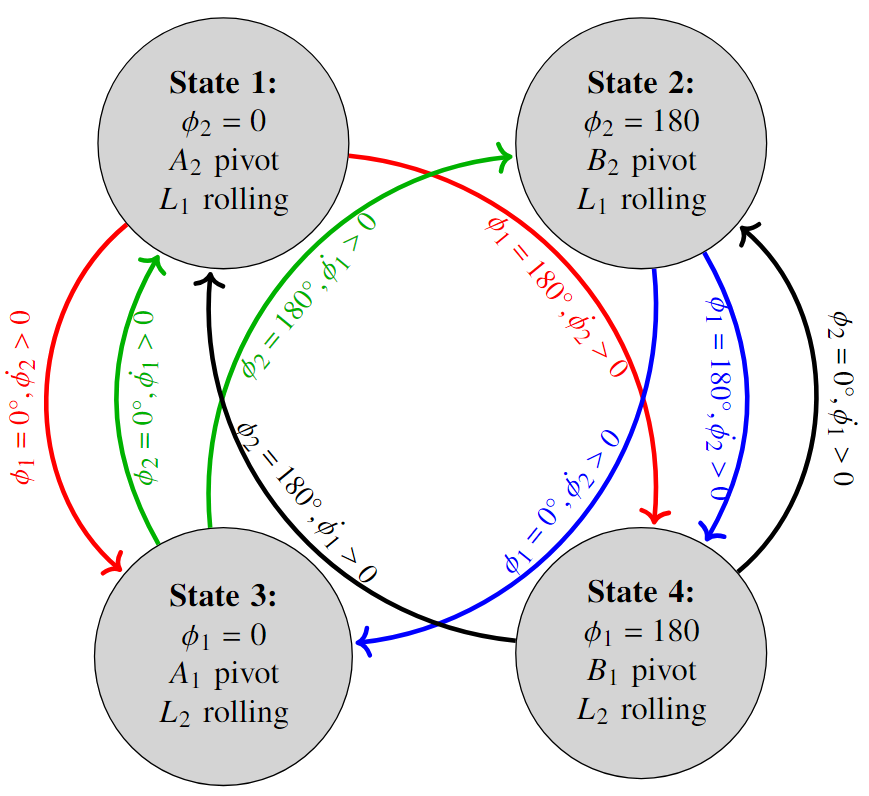 State 1:
ϕ₂ = 0
A₂ pivot
L₁ rolling
State 2:
ϕ₂ = 180
B₂ pivot
L₁ rolling
ϕ₁ = 0°, ϕ̇₂ > 0
ϕ₂ = 0°, ϕ̇₁ > 0
ϕ₂ = 180°, ϕ̇₁ > 0
ϕ₁ = 180°, ϕ̇₂ > 0
ϕ₁ = 180°, ϕ̇₂ > 0
ϕ₂ = 0°, ϕ̇₁ > 0
ϕ₂ = 180°, ϕ̇₁ > 0
ϕ₁ = 0°, ϕ̇₂ > 0
State 3:
ϕ₁ = 0
A₁ pivot
L₂ rolling
State 4:
ϕ₁ = 180
B₁ pivot
L₂ rolling